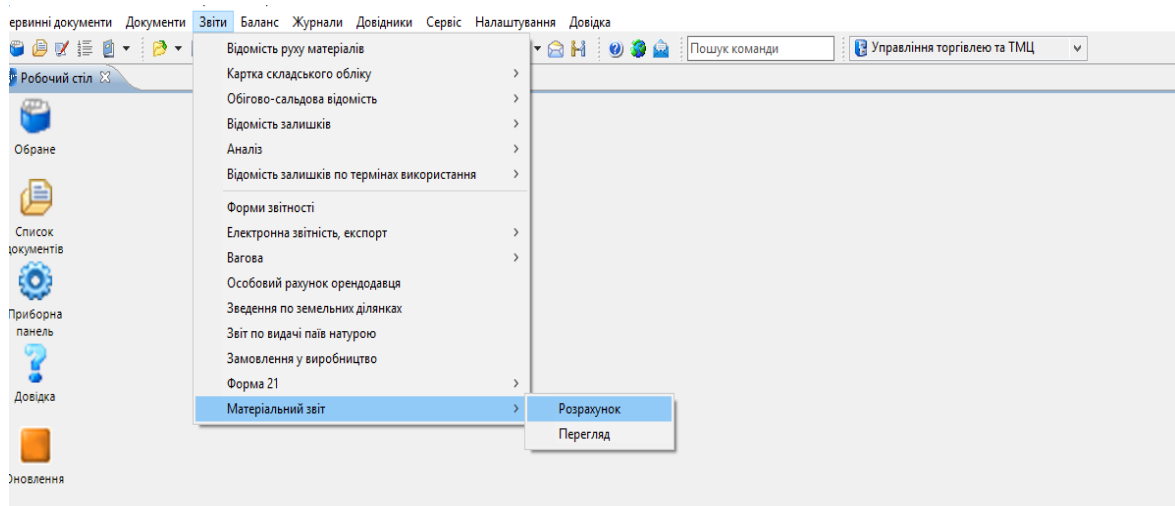 ервинні документи Документи Звіти Баланс Журнали Довідники Сервіс Налаштування Довідка
Пошук команди Управління торгівлею та ТМЦ
Робочий стіл
Обране
Список
документів
Приборна
панель
Довідка
Оновлення
Відомість руху матеріалів
Картка складського обліку
Обігово-сальдова відомість
Відомість залишків
Аналіз
Відомість залишків по термінах використання
Форми звітності
Електронна звітність, експорт
Вагова
Особовий рахунок орендодавця
Зведення по земельних ділянках
Звіт по видачі паїв натурою
Замовлення у виробництво
Форма 21
Матеріальний звіт
Розрахунок
Перегляд